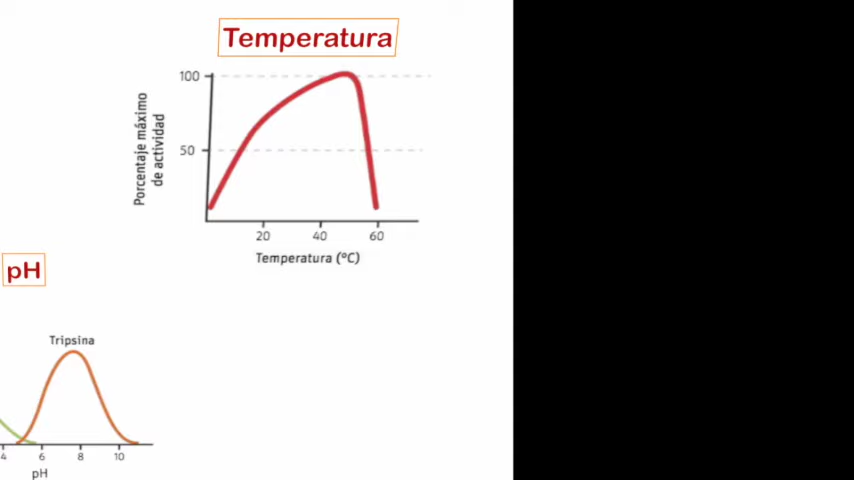 Temperatura
100
Porcentaje máximo
de actividad
50
20 40 60
Temperatura (ºC)
pH
Tripsina
4 6 8 10
pH